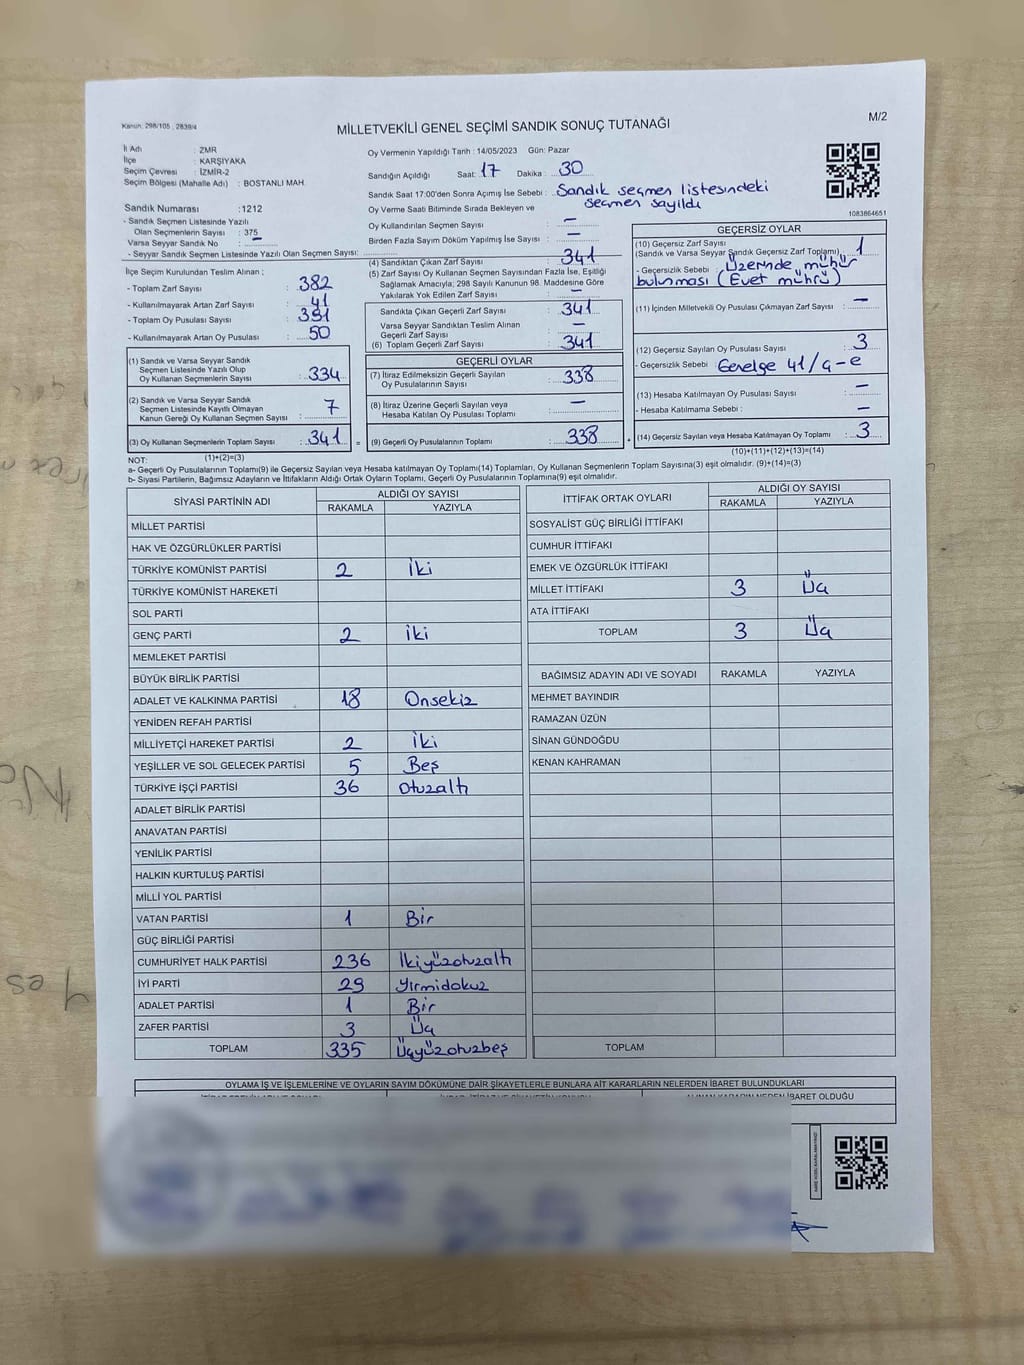 Kanun: 298/105 , 2839/4
MİLLETVEKİLİ GENEL SEÇİMİ SANDIK SONUÇ TUTANAĞI
M/2
İl Adı : ZMR
İlçe : KARŞIYAKA
Seçim Çevresi : İZMİR-2
Seçim Bölgesi (Mahalle Adı) : BOSTANLI MAH.
Sandık Numarası :1212
- Sandık Seçmen Listesinde Yazılı
Olan Seçmenlerin Sayısı : 375
Varsa Seyyar Sandık No : –
- Seyyar Sandık Seçmen Listesinde Yazılı Olan Seçmen Sayısı:
Oy Vermenin Yapıldığı Tarih : 14/05/2023 Gün: Pazar
Sandığın Açıldığı Saat: 17 Dakika : 30
Sandık Saat 17:00'den Sonra Açımış İse Sebebi : Sandık seçmen listesindeki
seçmen sayıldı
Oy Verme Saati Bitiminde Sırada Bekleyen ve
Oy Kullandırılan Seçmen Sayısı : –
Birden Fazla Sayım Döküm Yapılmış İse Sayısı : –
1083864651
İlçe Seçim Kurulundan Teslim Alınan ;
- Toplam Zarf Sayısı : 382
- Kullanılmayarak Artan Zarf Sayısı : 41
- Toplam Oy Pusulası Sayısı : 391
- Kullanılmayarak Artan Oy Pusulası : 50
(4) Sandıktan Çıkan Zarf Sayısı : 341
(5) Zarf Sayısı Oy Kullanan Seçmen Sayısından Fazla İse, Eşitliği
Sağlamak Amacıyla; 298 Sayılı Kanunun 98. Maddesine Göre
Yakılarak Yok Edilen Zarf Sayısı : –
Sandıkta Çıkan Geçerli Zarf Sayısı : 341
Varsa Seyyar Sandıktan Teslim Alınan
Geçerli Zarf Sayısı : –
(6) Toplam Geçerli Zarf Sayısı : 341
GEÇERSİZ OYLAR
(10) Geçersiz Zarf Sayısı
(Sandık ve Varsa Seyyar Sandık Geçersiz Zarf Toplamı) : 1
- Geçersizlik Sebebi : Üzerinde mühür
bulunması (Evet mührü)
(11) İçinden Milletvekili Oy Pusulası Çıkmayan Zarf Sayısı : –
(12) Geçersiz Sayılan Oy Pusulası Sayısı : 3
- Geçersizlik Sebebi : Genelge 41/ç-e
(13) Hesaba Katılmayan Oy Pusulası Sayısı : –
- Hesaba Katılmama Sebebi : –
(14) Geçersiz Sayılan veya Hesaba Katılmayan Oy Toplamı : 3
(10)+(11)+(12)+(13)=(14)
(1) Sandık ve Varsa Seyyar Sandık
Seçmen Listesinde Yazılı Olup
Oy Kullanan Seçmenlerin Sayısı : 334
(2) Sandık ve Varsa Seyyar Sandık
Seçmen Listesinde Kayıtlı Olmayan
Kanun Gereği Oy Kullanan Seçmen Sayısı : 7
(3) Oy Kullanan Seçmenlerin Toplam Sayısı : 341 =
(1)+(2)=(3)
GEÇERLİ OYLAR
(7) İtiraz Edilmeksizin Geçerli Sayılan
Oy Pusulalarının Sayısı : 338
(8) İtiraz Üzerine Geçerli Sayılan veya
Hesaba Katılan Oy Pusulası Toplamı : –
(9) Geçerli Oy Pusulalarının Toplamı : 338 +
NOT:
a- Geçerli Oy Pusulalarının Toplamı(9) ile Geçersiz Sayılan veya Hesaba katılmayan Oy Toplamı(14) Toplamları, Oy Kullanan Seçmenlerin Toplam Sayısına(3) eşit olmalıdır. (9)+(14)=(3)
b- Siyasi Partilerin, Bağımsız Adayların ve İttifakların Aldığı Ortak Oyların Toplamı, Geçerli Oy Pusulalarının Toplamına(9) eşit olmalıdır.
SİYASİ PARTİNİN ADI ALDIĞI OY SAYISI
RAKAMLA YAZIYLA
MİLLET PARTİSİ
HAK VE ÖZGÜRLÜKLER PARTİSİ
TÜRKİYE KOMÜNİST PARTİSİ 2 İki
TÜRKİYE KOMÜNİST HAREKETİ
SOL PARTİ
GENÇ PARTİ 2 İki
MEMLEKET PARTİSİ
BÜYÜK BİRLİK PARTİSİ
ADALET VE KALKINMA PARTİSİ 18 Onsekiz
YENİDEN REFAH PARTİSİ
MİLLİYETÇİ HAREKET PARTİSİ 2 İki
YEŞİLLER VE SOL GELECEK PARTİSİ 5 Beş
TÜRKİYE İŞÇİ PARTİSİ 36 Otuzaltı
ADALET BİRLİK PARTİSİ
ANAVATAN PARTİSİ
YENİLİK PARTİSİ
HALKIN KURTULUŞ PARTİSİ
MİLLİ YOL PARTİSİ
VATAN PARTİSİ 1 Bir
GÜÇ BİRLİĞİ PARTİSİ
CUMHURİYET HALK PARTİSİ 236 İkiyüzotuzaltı
İYİ PARTİ 29 Yirmidokuz
ADALET PARTİSİ 1 Bir
ZAFER PARTİSİ 3 Üç
TOPLAM 335 Üçyüzotuzbeş
İTTİFAK ORTAK OYLARI ALDIĞI OY SAYISI
RAKAMLA YAZIYLA
SOSYALİST GÜÇ BİRLİĞİ İTTİFAKI
CUMHUR İTTİFAKI
EMEK VE ÖZGÜRLÜK İTTİFAKI
MİLLET İTTİFAKI 3 Üç
ATA İTTİFAKI
TOPLAM 3 Üç
BAĞIMSIZ ADAYIN ADI VE SOYADI RAKAMLA YAZIYLA
MEHMET BAYINDIR
RAMAZAN ÜZÜN
SİNAN GÜNDOĞDU
KENAN KAHRAMAN
TOPLAM
OYLAMA İŞ VE İŞLEMLERİNE VE OYLARIN SAYIM DÖKÜMÜNE DAİR ŞİKAYETLERLE BUNLARA AİT KARARLARIN NELERDEN İBARET BULUNDUKLARI
ALINAN KARARIN NEDEN İBARET OLDUĞU